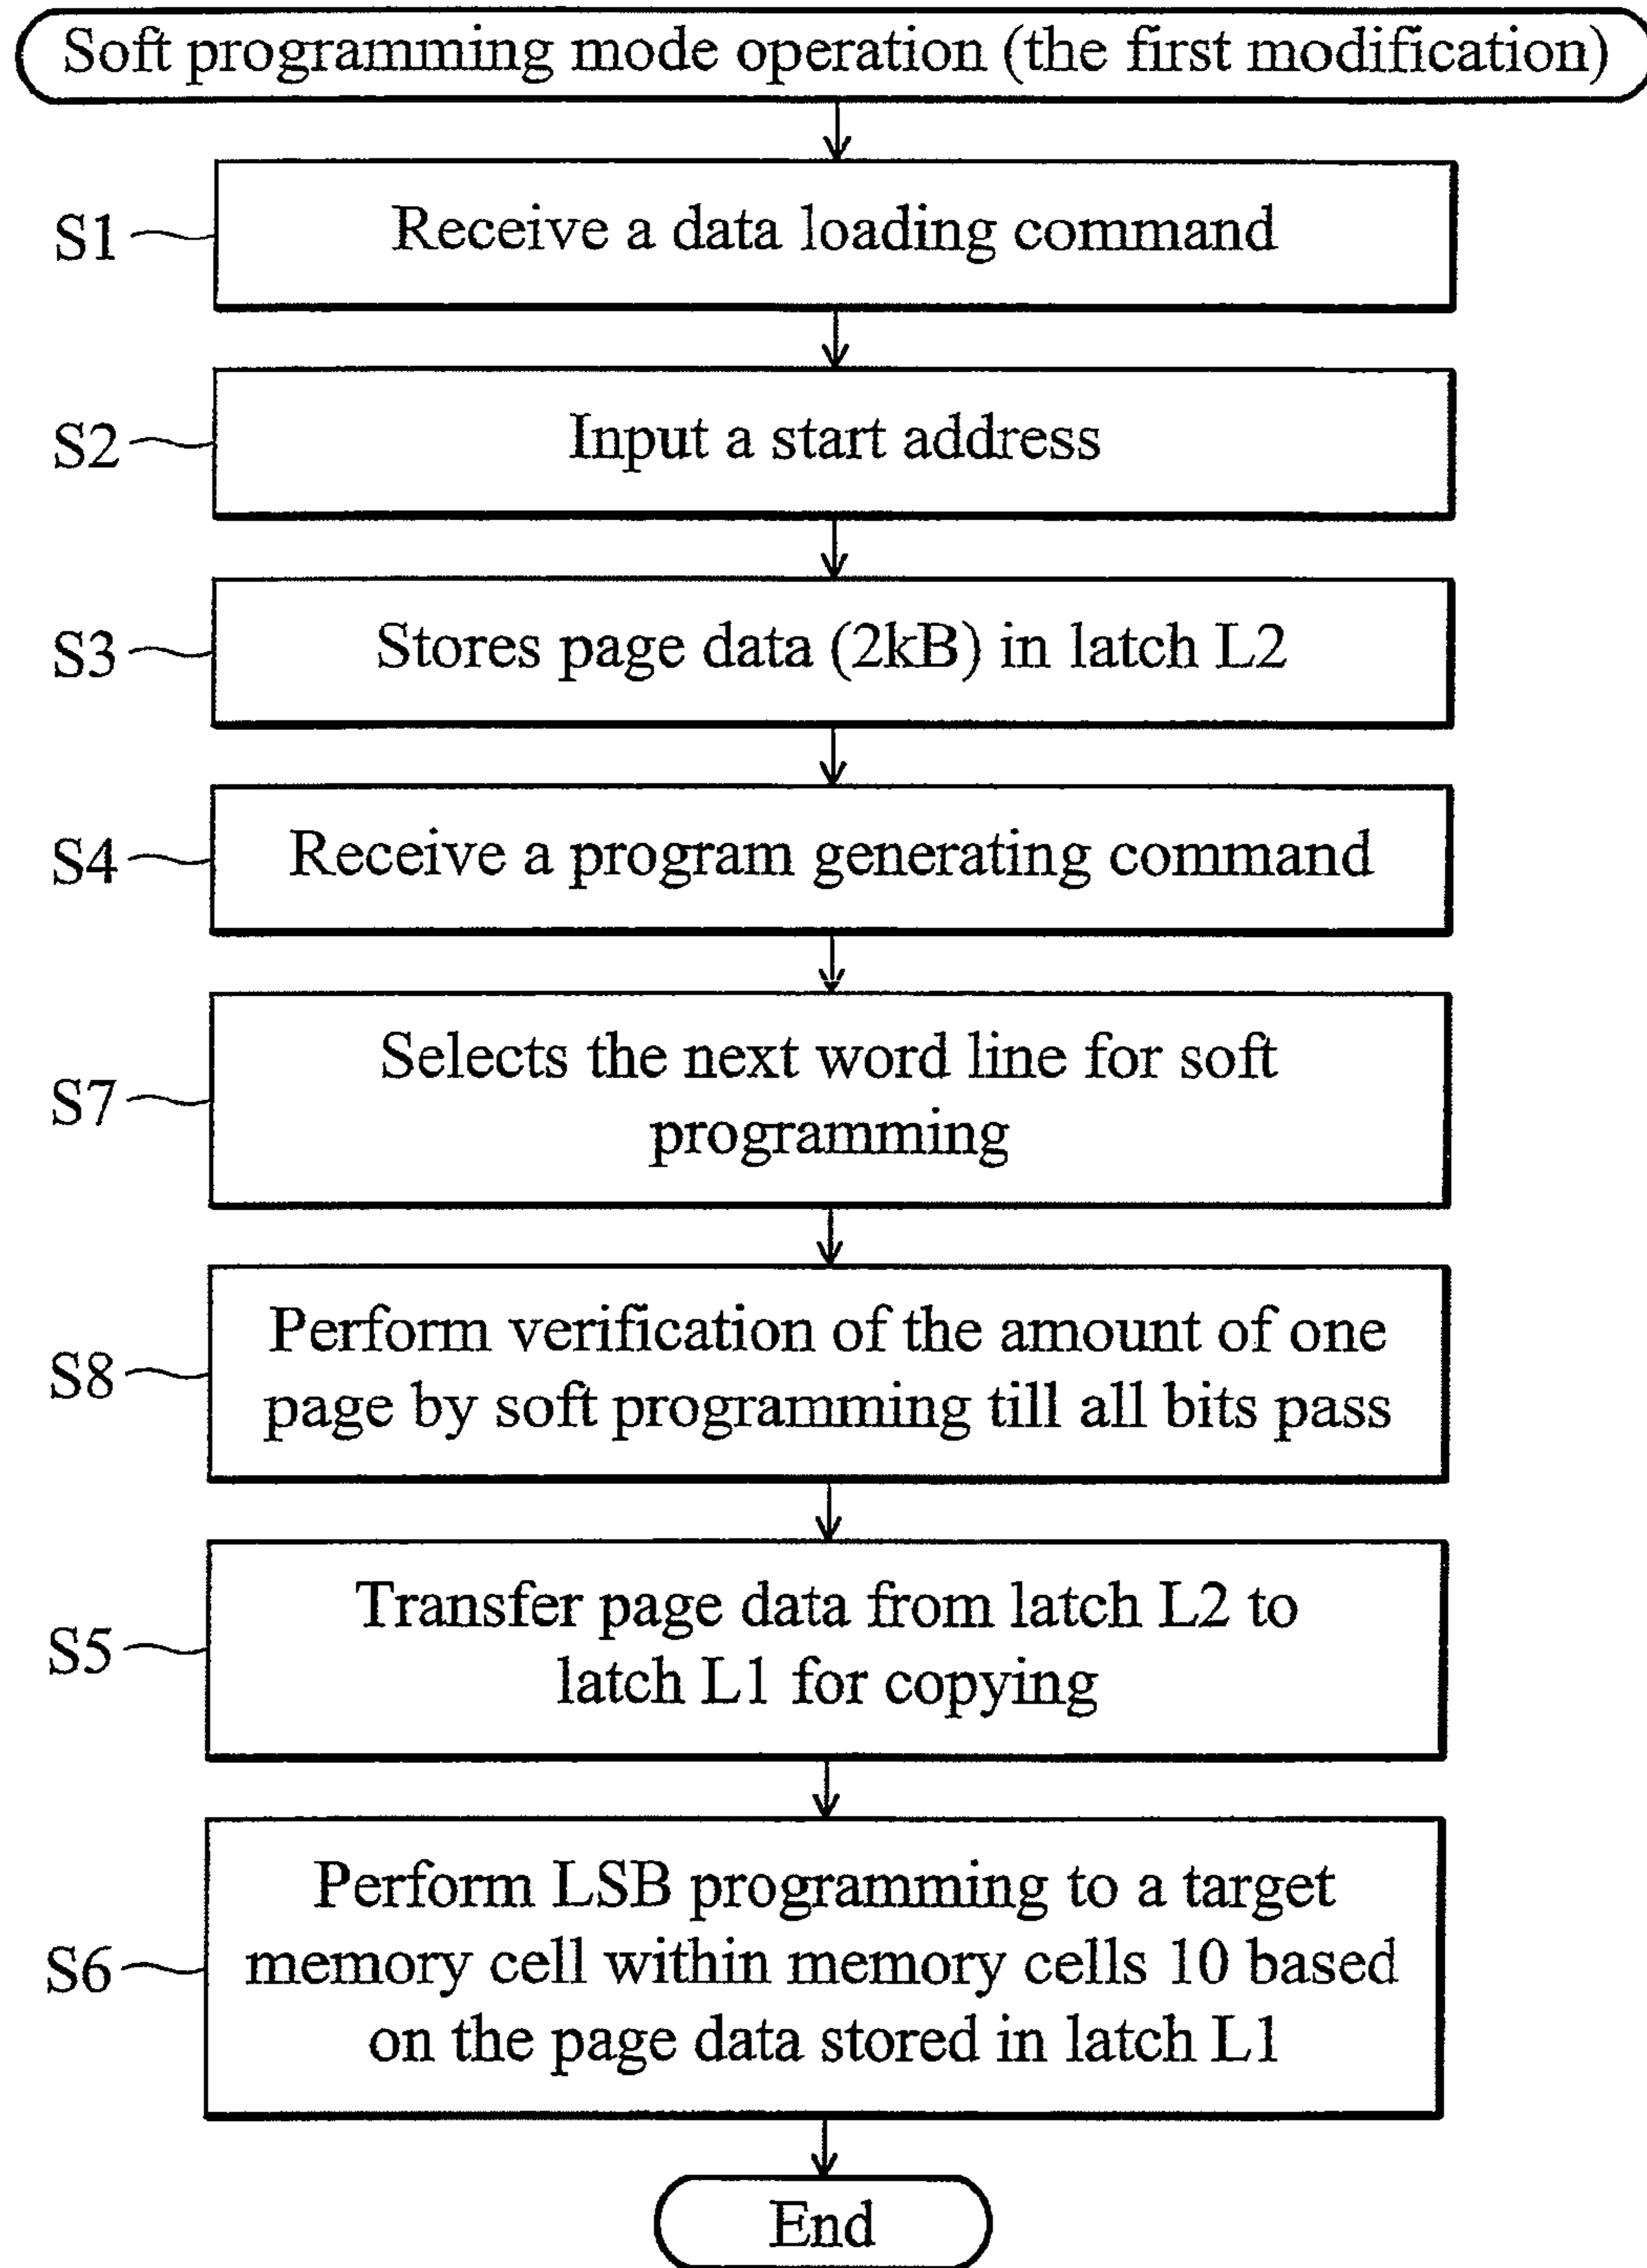 Soft programming mode operation (the first modification)
S1
Receive a data loading command
S2
Input a start address
S3
Stores page data (2kB) in latch L2
S4
Receive a program generating command
S7
Selects the next word line for soft
programming
S8
Perform verification of the amount of one
page by soft programming till all bits pass
S5
Transfer page data from latch L2 to
latch L1 for copying
S6
Perform LSB programming to a target
memory cell within memory cells 10 based
on the page data stored in latch L1
End